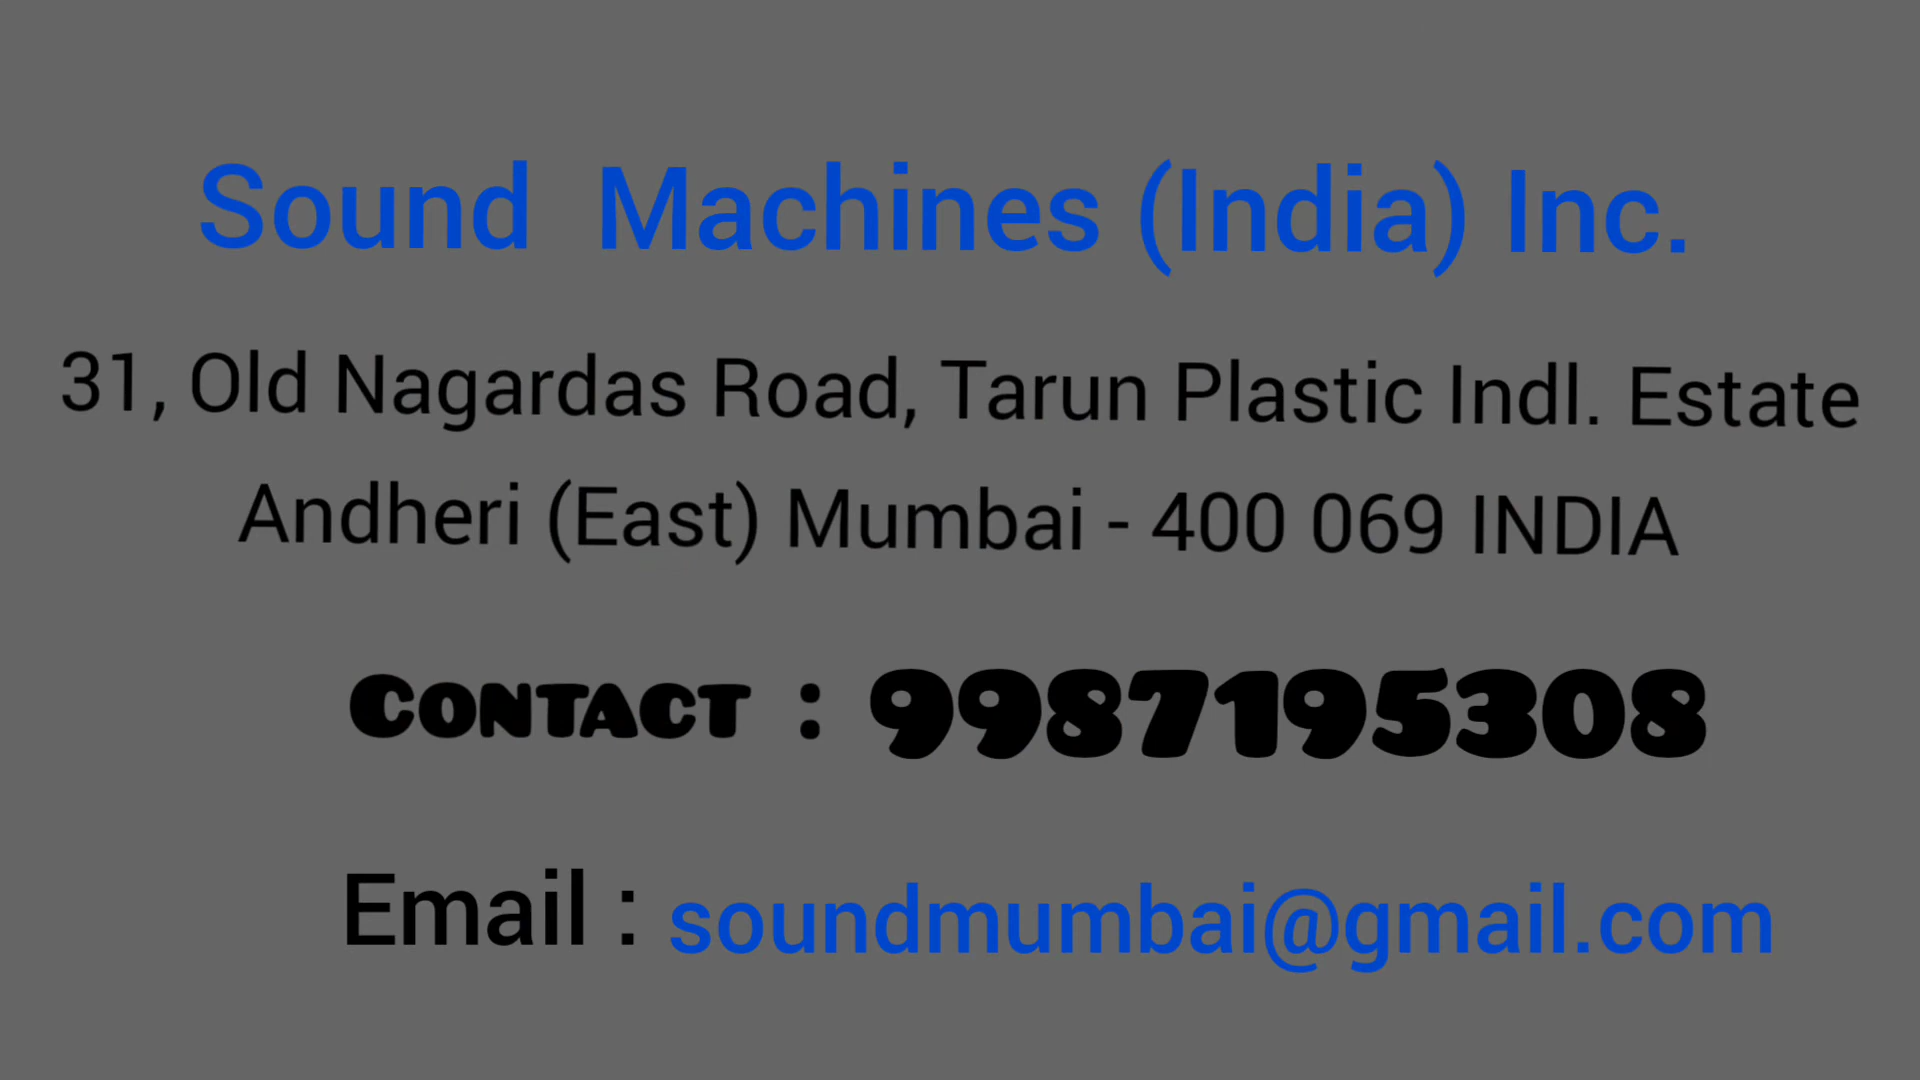 Sound Machines (India) Inc.
31, Old Nagardas Road, Tarun Plastic Indl. Estate
Andheri (East) Mumbai - 400 069 INDIA
Contact : 9987195308
Email : soundmumbai@gmail.com